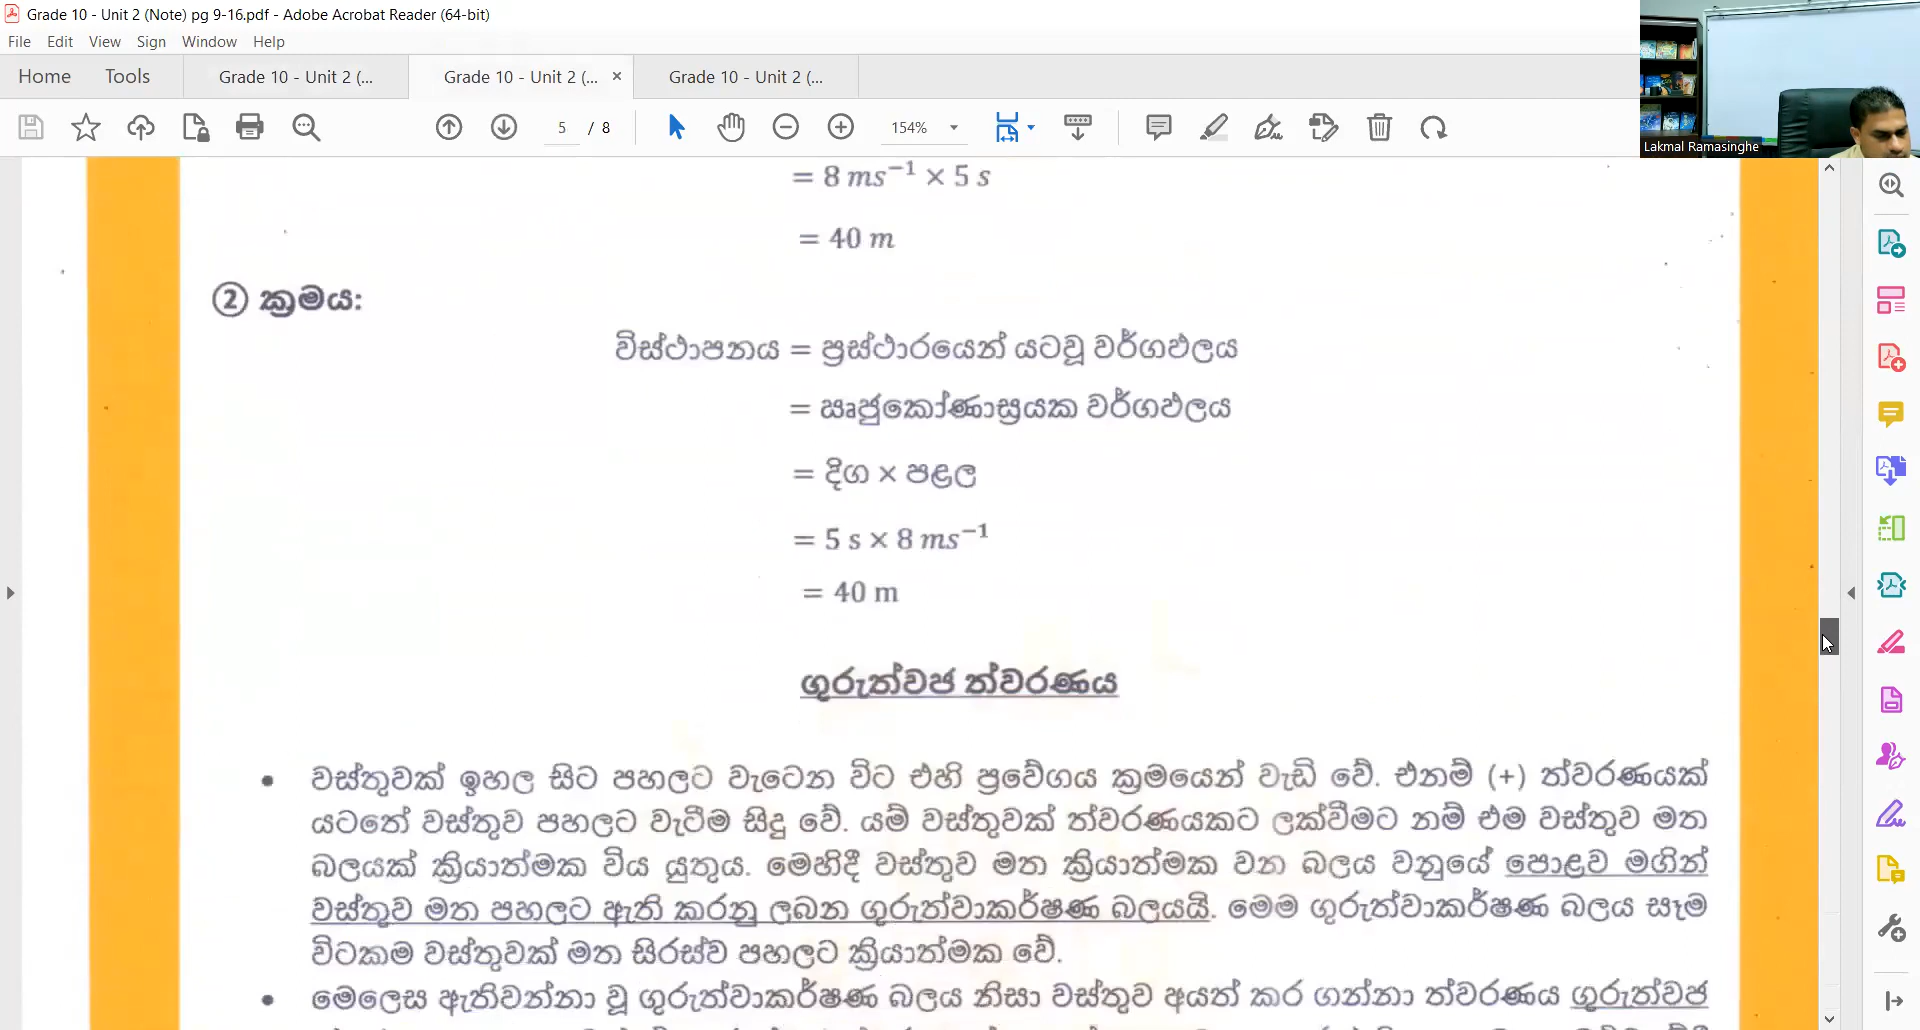 Grade 10 - Unit 2 (Note) pg 9-16.pdf - Adobe Acrobat Reader (64-bit)
File Edit View Sign Window Help
Home Tools Grade 10 - Unit 2 (... Grade 10 - Unit 2 (... × Grade 10 - Unit 2 (...
5 / 8 154%
Lakmal Ramasinghe
= 8 ms⁻¹ × 5 s
= 40 m
② ක්‍රමය:
විස්ථාපනය = ප්‍රස්ථාරයෙන් යටවූ වර්ගඵලය
= සෘජුකෝණාස්‍රයක වර්ගඵලය
= දිග × පළල
= 5 s × 8 ms⁻¹
= 40 m
ගුරුත්වජ ත්වරණය
• වස්තුවක් ඉහල සිට පහලට වැටෙන විට එහි ප්‍රවේගය ක්‍රමයෙන් වැඩි වේ. එනම් (+) ත්වරණයක්
යටතේ වස්තුව පහලට වැටීම සිදු වේ. යම් වස්තුවක් ත්වරණයකට ලක්වීමට නම් එම වස්තුව මත
බලයක් ක්‍රියාත්මක විය යුතුය. මෙහිදී වස්තුව මත ක්‍රියාත්මක වන බලය වනුයේ පොළව මගින්
වස්තුව මත පහලට ඇති කරනු ලබන ගුරුත්වාකර්ෂණ බලයයි. මෙම ගුරුත්වාකර්ෂණ බලය සෑම
විටකම වස්තුවක් මත සිරස්ව පහලට ක්‍රියාත්මක වේ.
• මෙලෙස ඇතිවන්නා වූ ගුරුත්වාකර්ෂණ බලය නිසා වස්තුව අයත් කර ගන්නා ත්වරණය ගුරුත්වජ